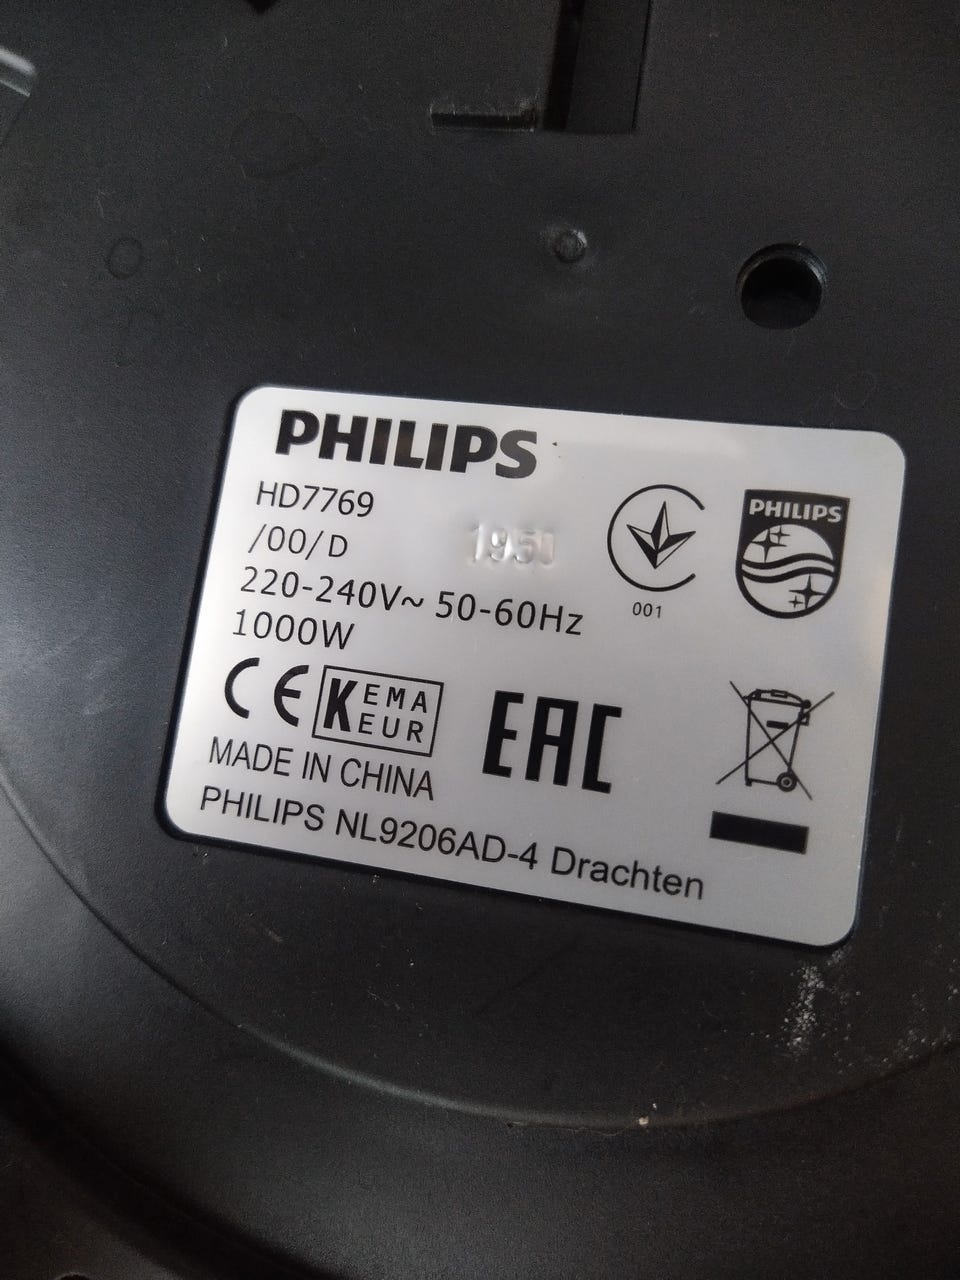 PHILIPS
HD7769
/00/D
220-240V~ 50-60Hz
1000W
001
PHILIPS
CE
KEMA
KEUR
EAC
MADE IN CHINA
PHILIPS NL9206AD-4 Drachten